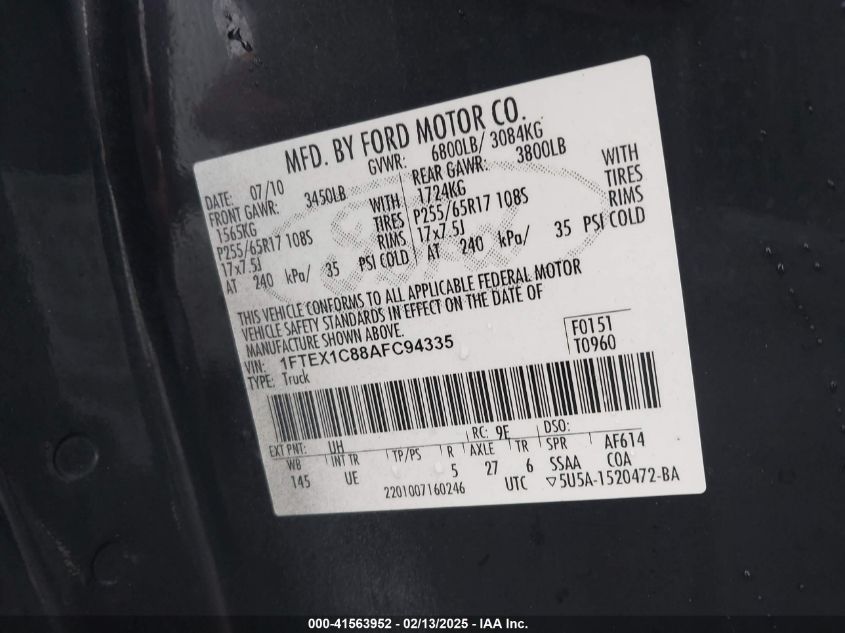 MFD. BY FORD MOTOR CO.
DATE: 07/10 GVWR: 6800LB/ 3084KG
FRONT GAWR: 3450LB REAR GAWR: 3800LB
1565KG WITH 1724KG WITH
P255/65R17 108S TIRES P255/65R17 108S TIRES
17x7.5J RIMS 17x7.5J RIMS
AT 240 kPa/ 35 PSI COLD AT 240 kPa/ 35 PSI COLD
THIS VEHICLE CONFORMS TO ALL APPLICABLE FEDERAL MOTOR
VEHICLE SAFETY STANDARDS IN EFFECT ON THE DATE OF
MANUFACTURE SHOWN ABOVE.
VIN: 1FTEX1C88AFC94335 F0151
TYPE: Truck T0960
EXT PNT: UH RC: 9E DSO:
WB INT TR TP/PS R AXLE TR SPR AF614
145 UE 5 27 6 SSAA COA
2201007160246 UTC ▽5U5A-1520472-BA
000-41563952 - 02/13/2025 - IAA Inc.